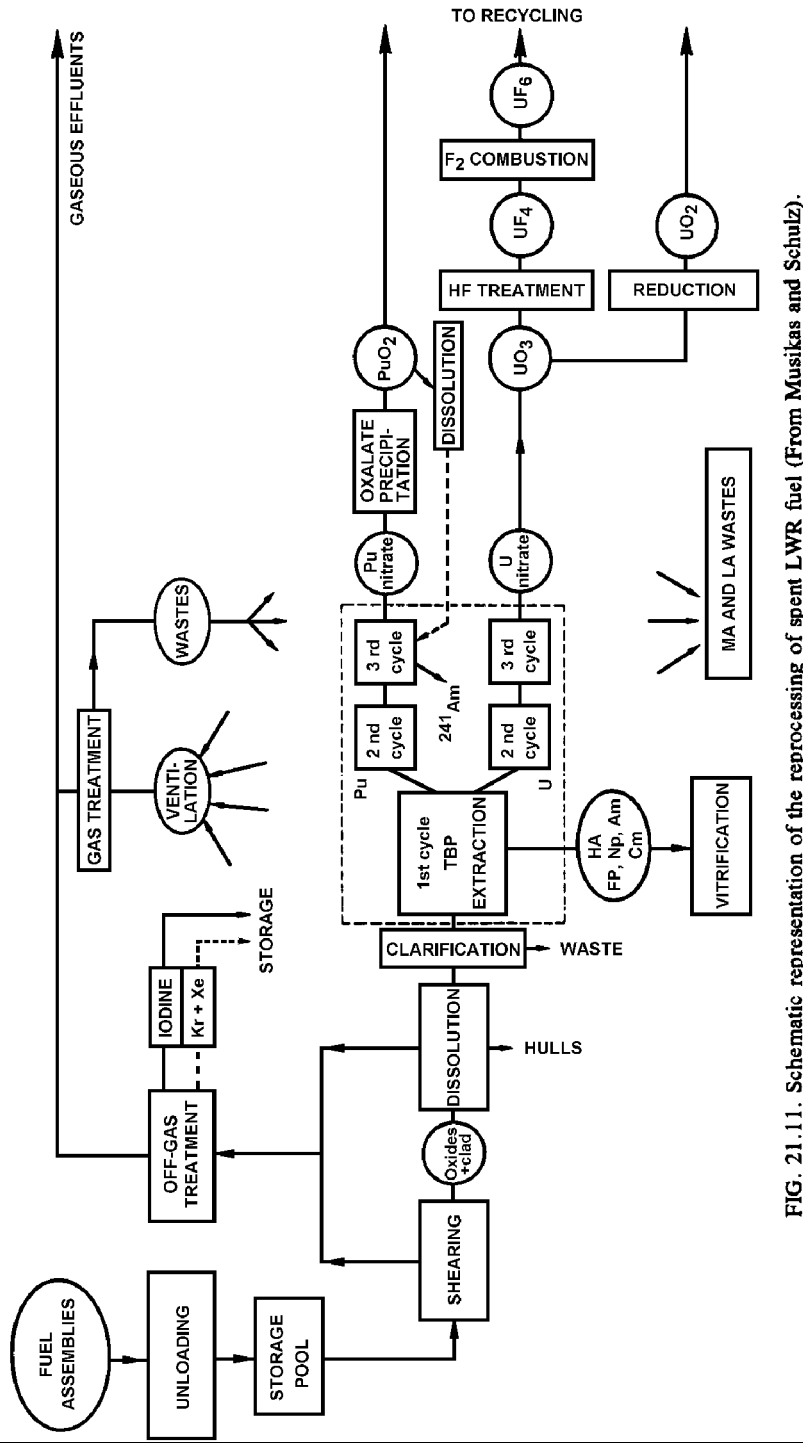 FUEL
ASSEMBLIES
UNLOADING
STORAGE
POOL
SHEARING
Oxides
+clad
DISSOLUTION
HULLS
CLARIFICATION
WASTE
OFF-GAS
TREATMENT
IODINE
Kr + Xe
STORAGE
GASEOUS EFFLUENTS
GAS TREATMENT
VENTI-
LATION
WASTES
1st cycle
TBP
EXTRACTION
Pu
2 nd
cycle
3 rd
cycle
241Am
Pu
nitrate
OXALATE
PRECIPI-
TATION
PuO2
DISSOLUTION
U
2 nd
cycle
3 rd
cycle
U
nitrate
UO3
HF TREATMENT
UF4
F2 COMBUSTION
UF6
TO RECYCLING
REDUCTION
UO2
HA
FP, Np, Am
Cm
VITRIFICATION
MA AND LA WASTES
FIG. 21.11. Schematic representation of the reprocessing of spent LWR fuel (From Musikas and Schulz).